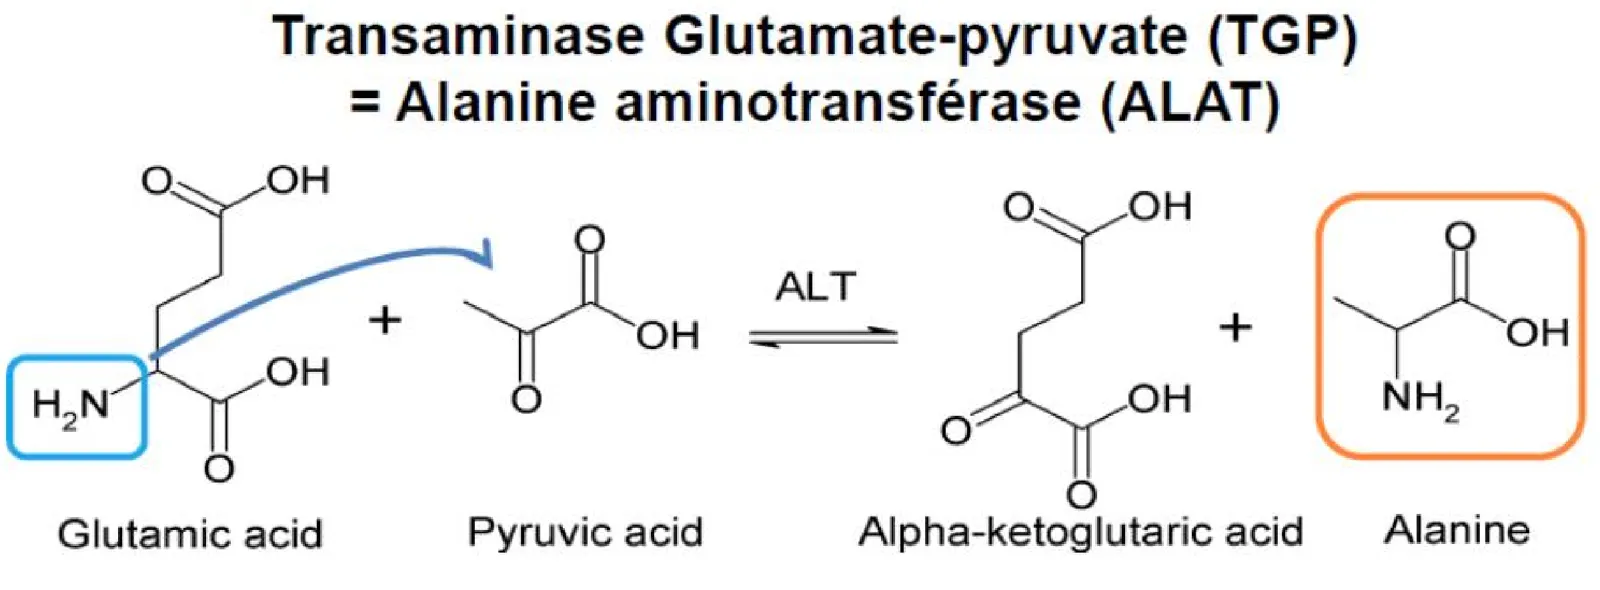 Transaminase Glutamate-pyruvate (TGP)
= Alanine aminotransférase (ALAT)
O OH
H₂N OH
O
Glutamic acid
+
O
OH
O
Pyruvic acid
ALT
O OH
OH
O
O
Alpha-ketoglutaric acid
+
O
OH
NH₂
Alanine